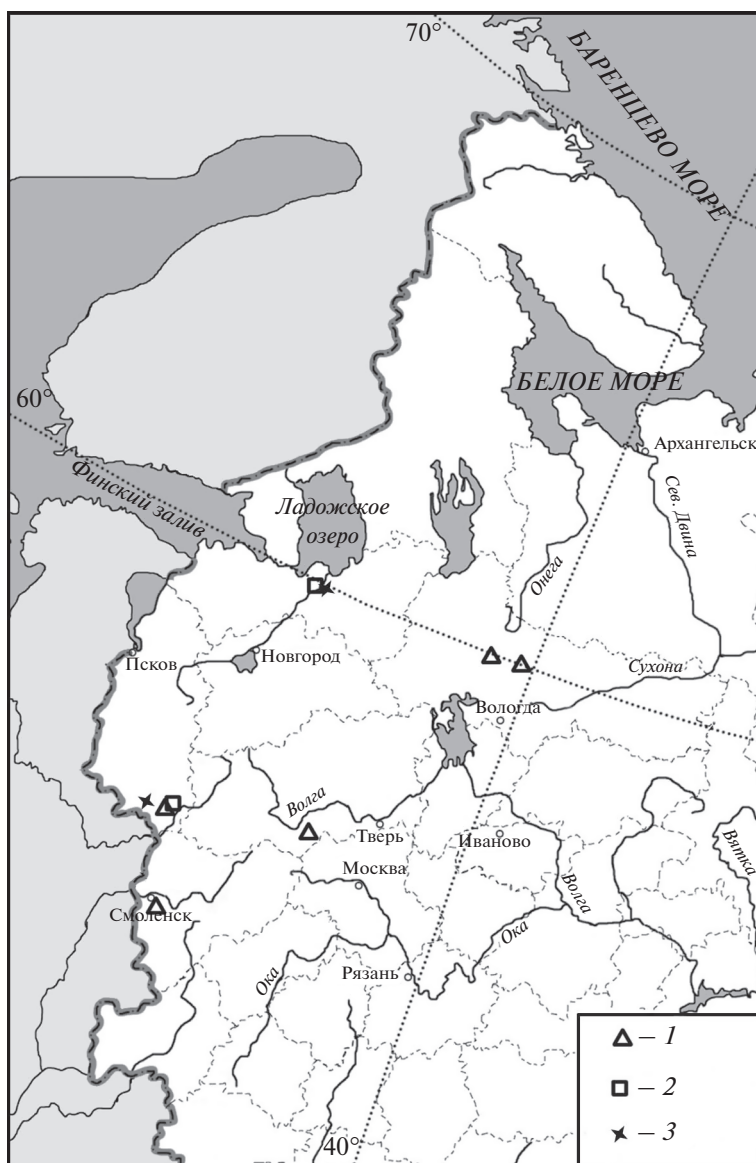 70°
БАРЕНЦЕВО МОРЕ
60°
БЕЛОЕ МОРЕ
Архангельск
Финский залив
Ладожское
озеро
Сев. Двина
Онега
Псков
Новгород
Сухона
Вологда
Волга
Тверь
Иваново
Вятка
Москва
Волга
Смоленск
Ока
Ока
Рязань
– 1
– 2
– 3
40°